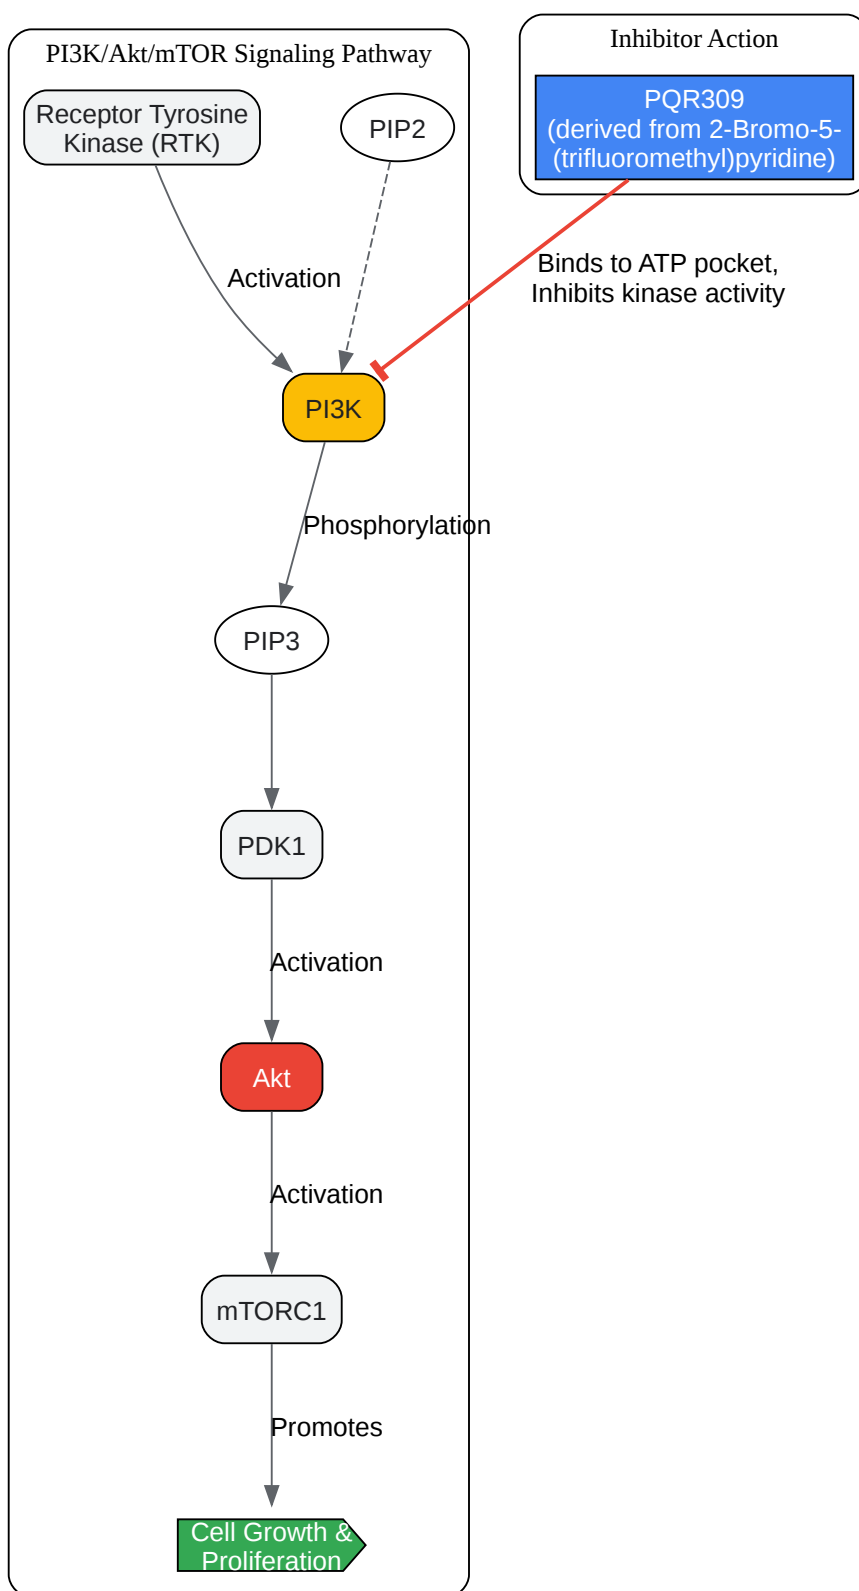 PI3K/Akt/mTOR Signaling Pathway
Inhibitor Action
Receptor Tyrosine
Kinase (RTK)
PIP2
PQR309
(derived from 2-Bromo-5-
(trifluoromethyl)pyridine)
Activation
Binds to ATP pocket,
Inhibits kinase activity
PI3K
Phosphorylation
PIP3
PDK1
Activation
Akt
Activation
mTORC1
Promotes
Cell Growth &
Proliferation